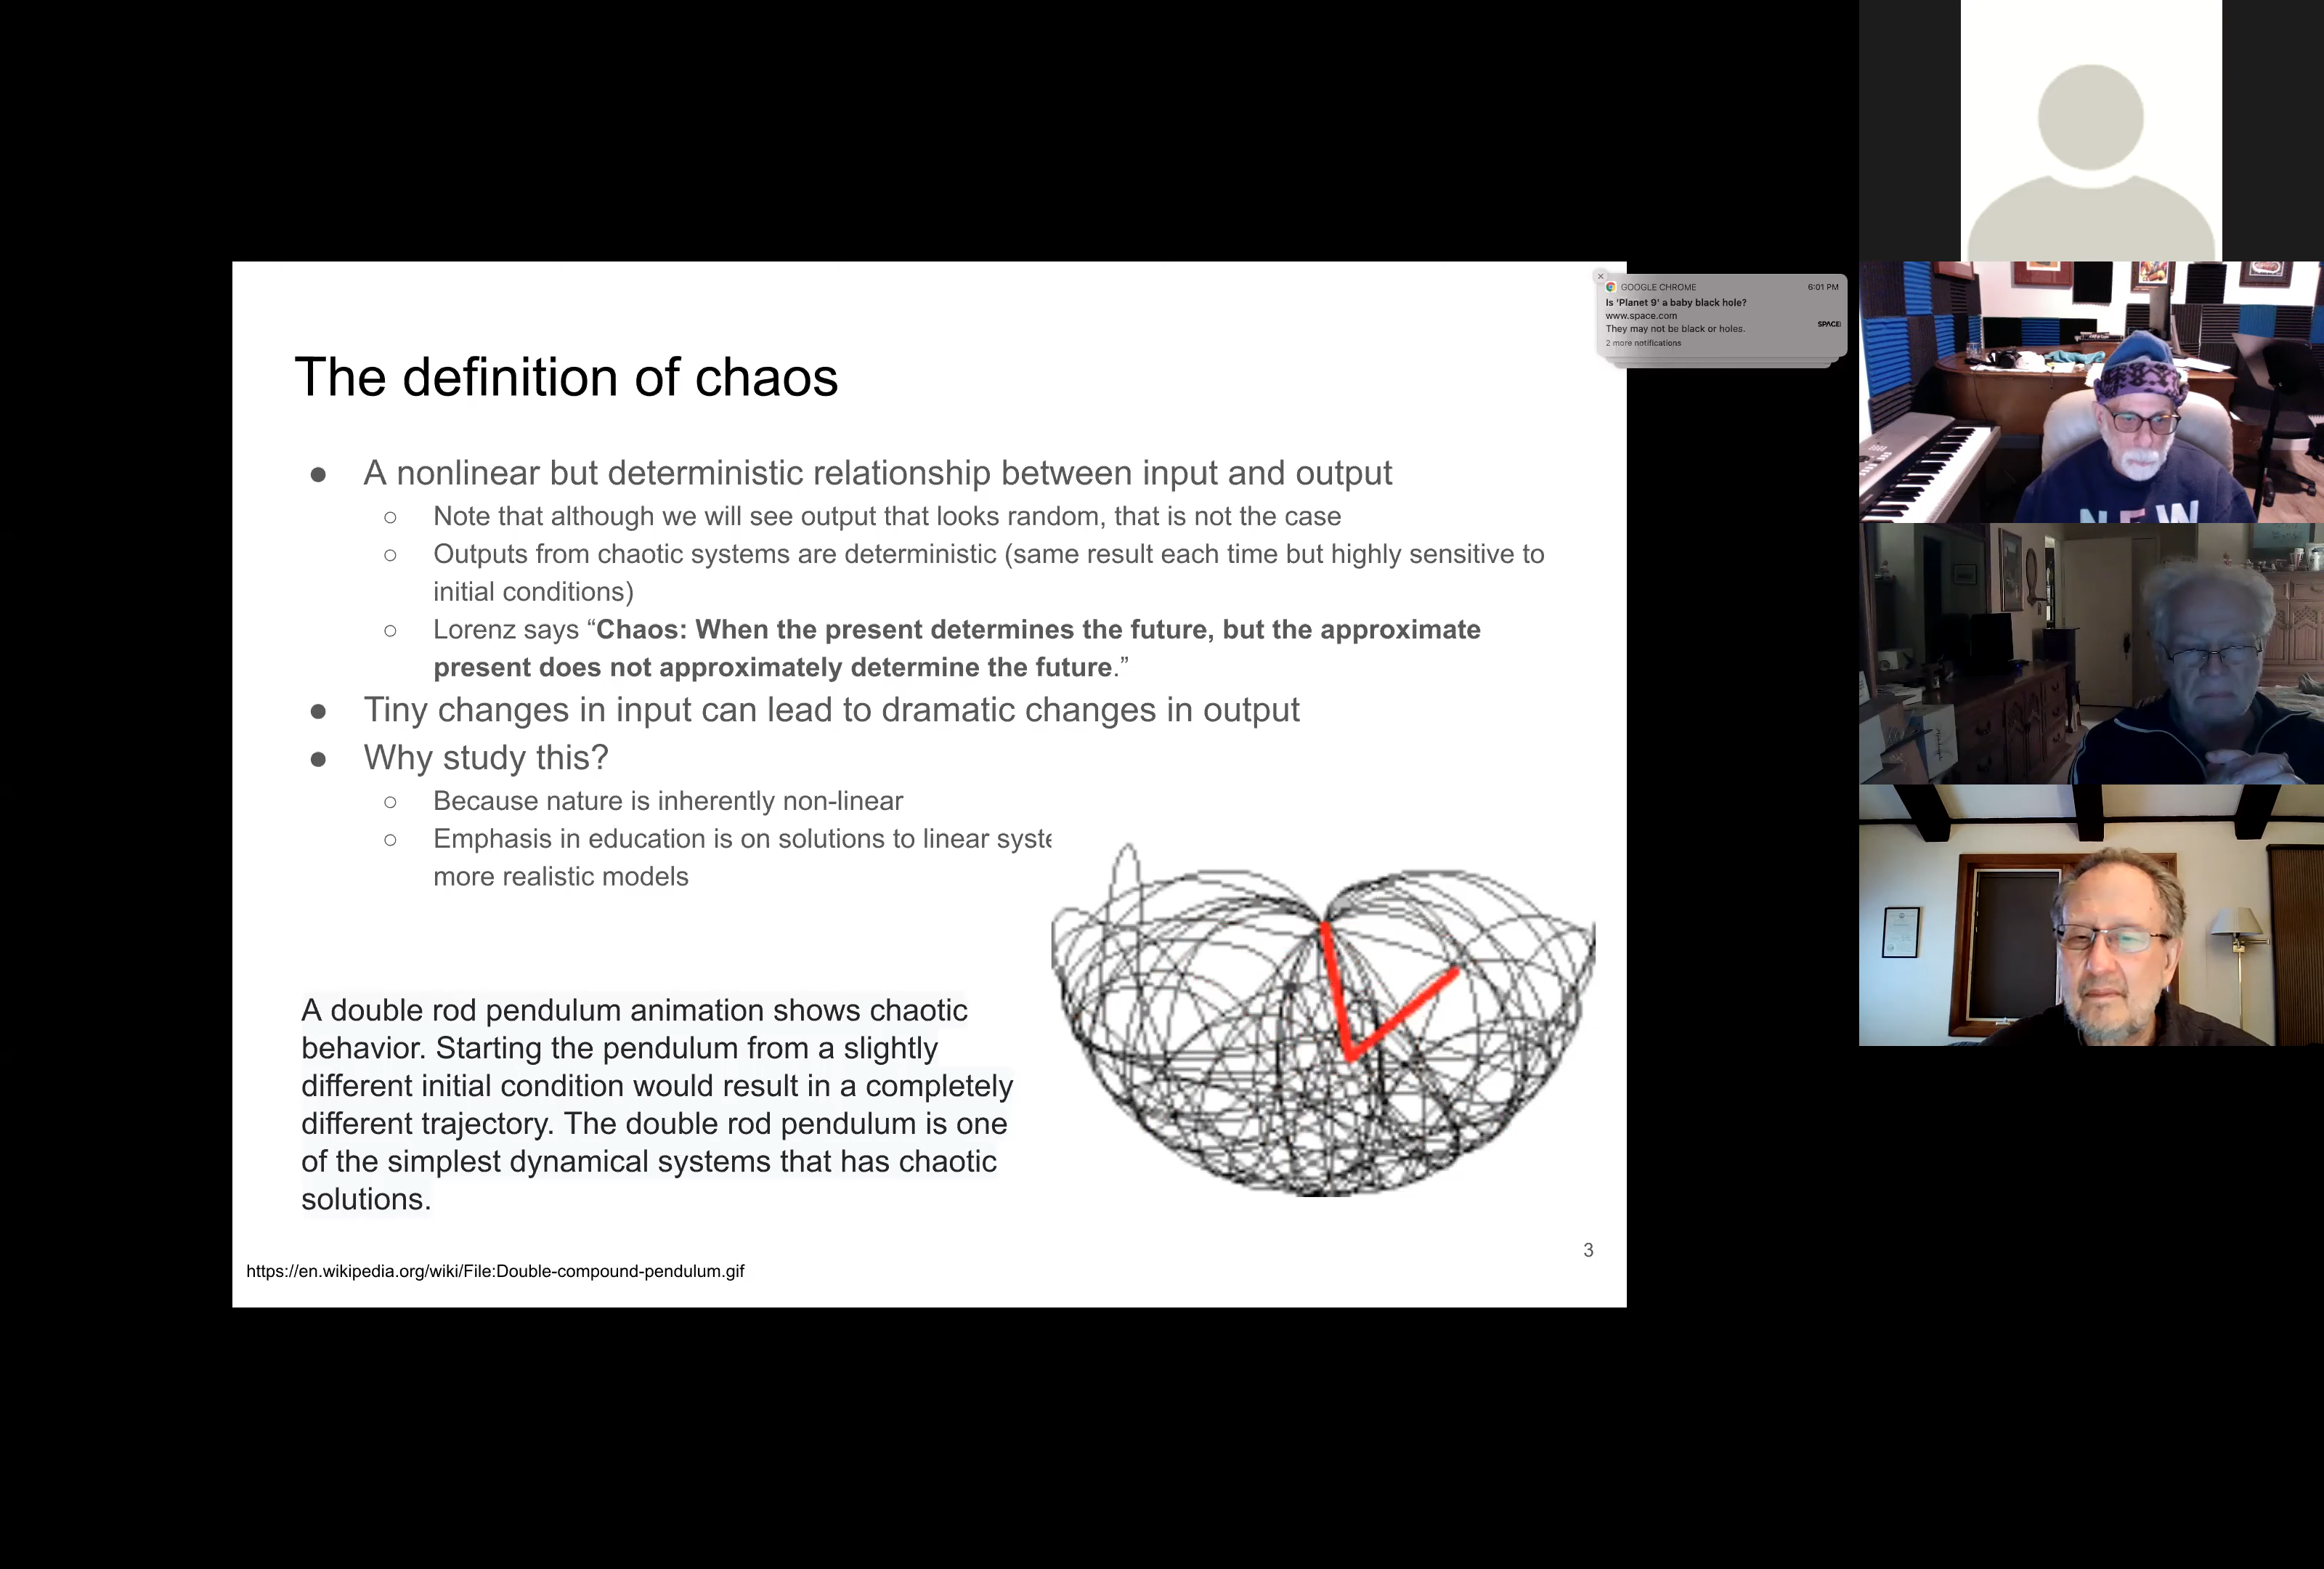 The definition of chaos
● A nonlinear but deterministic relationship between input and output
○ Note that although we will see output that looks random, that is not the case
○ Outputs from chaotic systems are deterministic (same result each time but highly sensitive to
initial conditions)
○ Lorenz says “Chaos: When the present determines the future, but the approximate
present does not approximately determine the future.”
● Tiny changes in input can lead to dramatic changes in output
● Why study this?
○ Because nature is inherently non-linear
○ Emphasis in education is on solutions to linear syste
more realistic models
A double rod pendulum animation shows chaotic
behavior. Starting the pendulum from a slightly
different initial condition would result in a completely
different trajectory. The double rod pendulum is one
of the simplest dynamical systems that has chaotic
solutions.
3
https://en.wikipedia.org/wiki/File:Double-compound-pendulum.gif
GOOGLE CHROME 6:01 PM
Is 'Planet 9' a baby black hole?
www.space.com
They may not be black or holes.
SPACE
2 more notifications
NEW